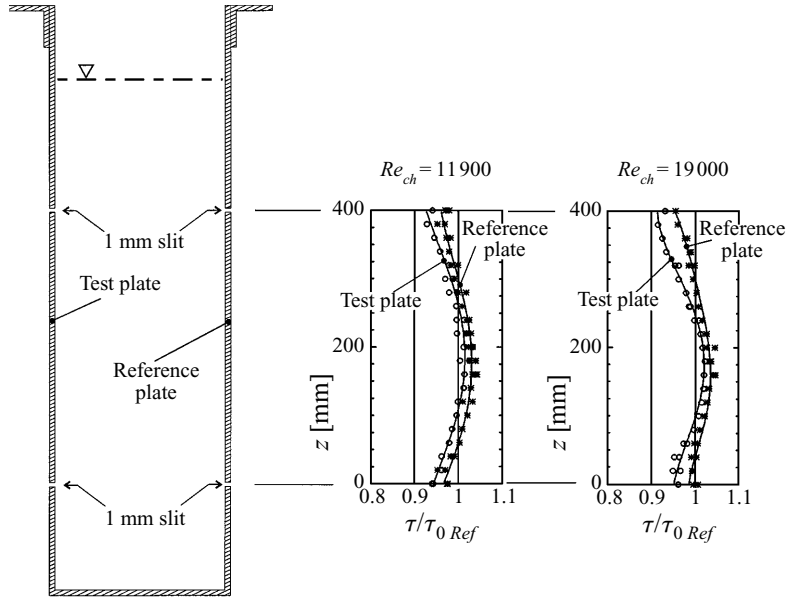 1 mm slit
Test plate
Reference
plate
1 mm slit
Re_ch = 11 900
400
200
0
z [mm]
Reference
plate
Test plate
0.8 0.9 1 1.1
τ/τ_0 Ref
Re_ch = 19 000
400
200
0
z [mm]
Reference
plate
Test plate
0.8 0.9 1 1.1
τ/τ_0 Ref